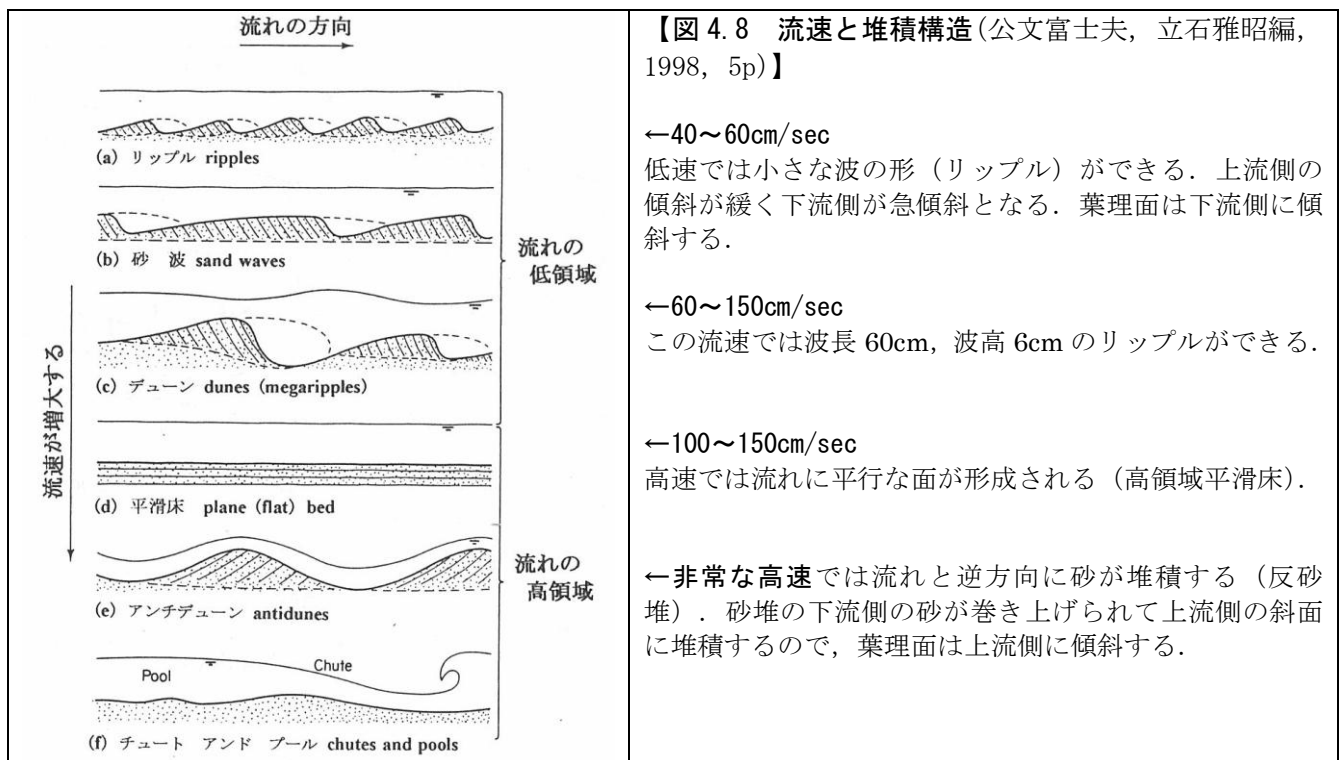 流れの方向
(a) リップル ripples
(b) 砂 波 sand waves
(c) デューン dunes (megaripples)
(d) 平滑床 plane (flat) bed
(e) アンチデューン antidunes
Pool
Chute
(f) チュート アンド プール chutes and pools
流速が増大する
流れの
低領域
流れの
高領域
【図 4.8 流速と堆積構造(公文富士夫，立石雅昭編，
1998，5p)】
←40～60cm/sec
低速では小さな波の形（リップル）ができる．上流側の
傾斜が緩く下流側が急傾斜となる．葉理面は下流側に傾
斜する．
←60～150cm/sec
この流速では波長 60cm，波高 6cm のリップルができる．
←100～150cm/sec
高速では流れに平行な面が形成される（高領域平滑床）．
←非常な高速では流れと逆方向に砂が堆積する（反砂
堆）．砂堆の下流側の砂が巻き上げられて上流側の斜面
に堆積するので，葉理面は上流側に傾斜する．